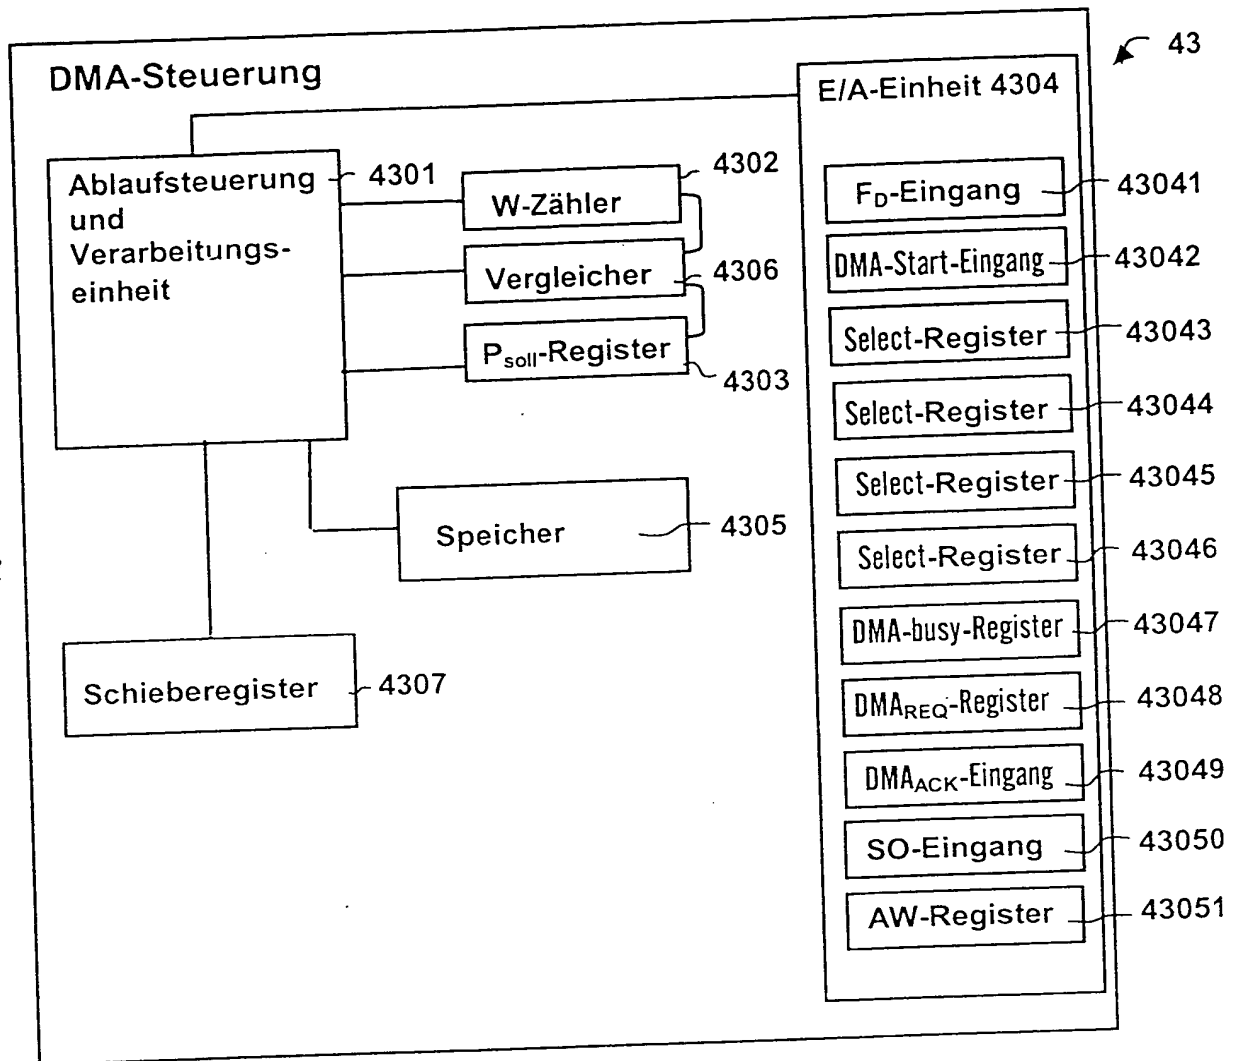 DMA-Steuerung
43
E/A-Einheit 4304
Ablaufsteuerung
und
Verarbeitungs-
einheit
4301
W-Zähler
4302
Vergleicher
4306
Psoll-Register
4303
Speicher
4305
Schieberegister
4307
FD-Eingang
43041
DMA-Start-Eingang
43042
Select-Register
43043
Select-Register
43044
Select-Register
43045
Select-Register
43046
DMA-busy-Register
43047
DMAREQ-Register
43048
DMAACK-Eingang
43049
SO-Eingang
43050
AW-Register
43051